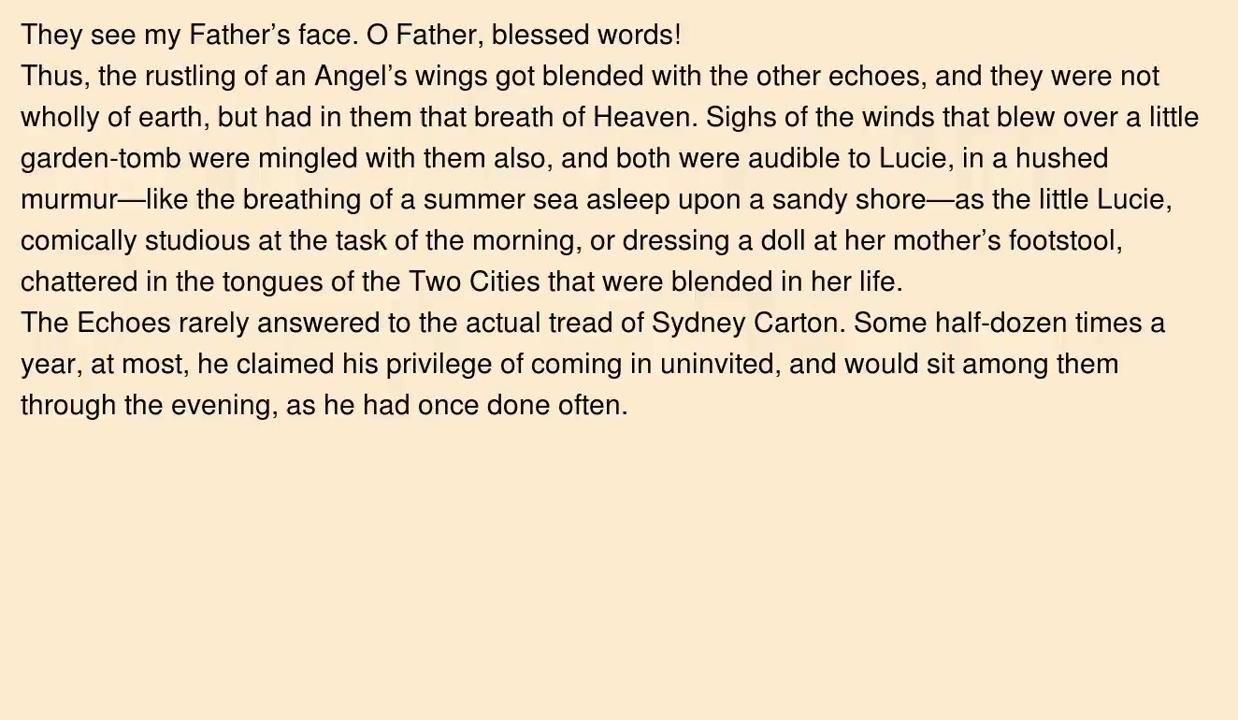 They see my Father’s face. O Father, blessed words!
Thus, the rustling of an Angel’s wings got blended with the other echoes, and they were not
wholly of earth, but had in them that breath of Heaven. Sighs of the winds that blew over a little
garden-tomb were mingled with them also, and both were audible to Lucie, in a hushed
murmur—like the breathing of a summer sea asleep upon a sandy shore—as the little Lucie,
comically studious at the task of the morning, or dressing a doll at her mother’s footstool,
chattered in the tongues of the Two Cities that were blended in her life.
The Echoes rarely answered to the actual tread of Sydney Carton. Some half-dozen times a
year, at most, he claimed his privilege of coming in uninvited, and would sit among them
through the evening, as he had once done often.